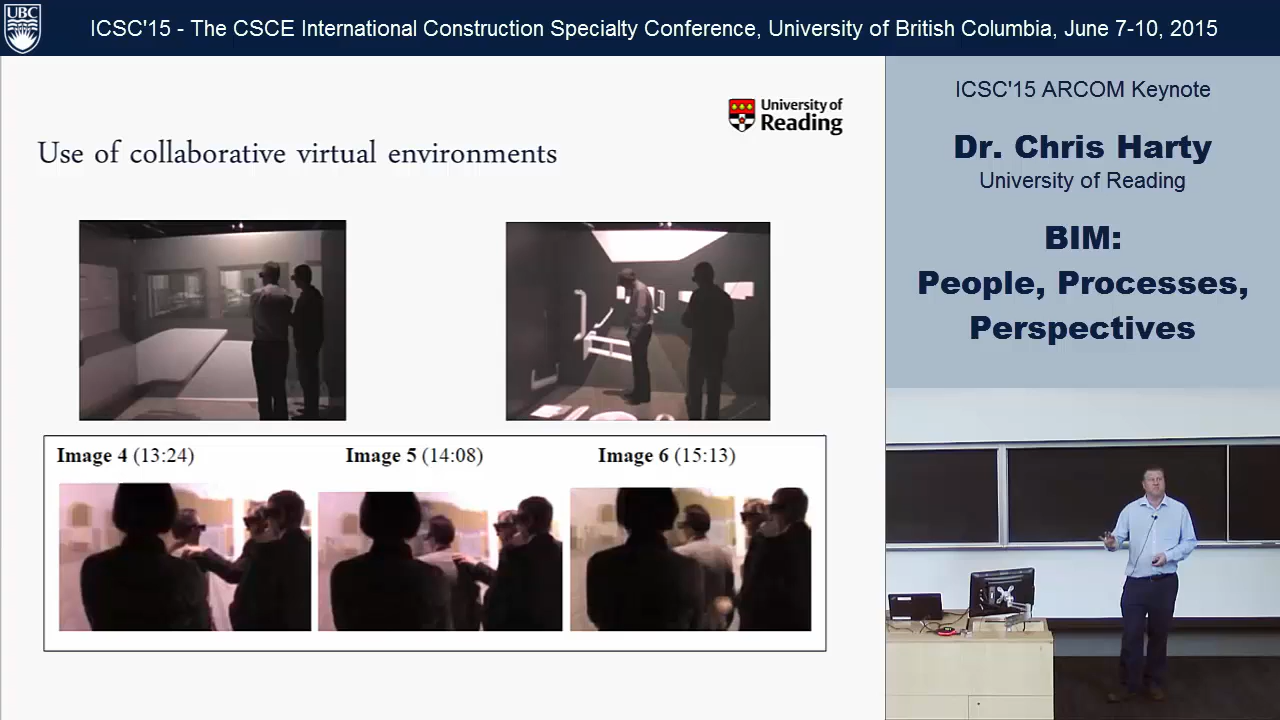 UBC
ICSC'15 - The CSCE International Construction Specialty Conference, University of British Columbia, June 7-10, 2015
University of
Reading
Use of collaborative virtual environments
Image 4 (13:24)
Image 5 (14:08)
Image 6 (15:13)
ICSC'15 ARCOM Keynote
Dr. Chris Harty
University of Reading
BIM:
People, Processes,
Perspectives